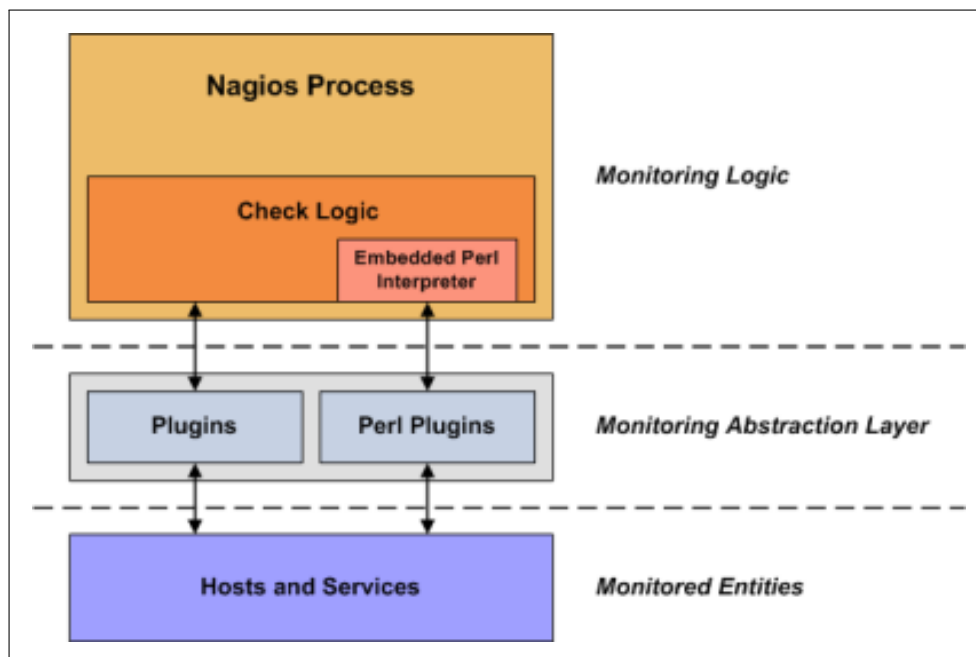 Nagios Process
Monitoring Logic
Check Logic
Embedded Perl
Interpreter
Plugins
Perl Plugins
Monitoring Abstraction Layer
Hosts and Services
Monitored Entities